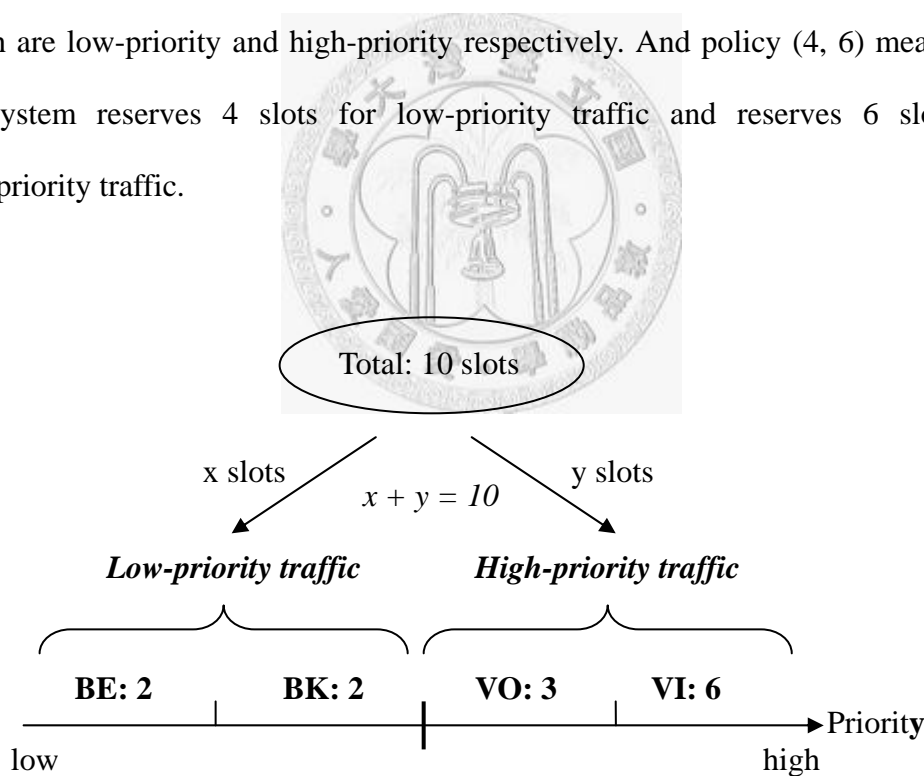 are low-priority and high-priority respectively. And policy (4, 6)
ystem reserves 4 slots for low-priority traffic and reserves 6
priority traffic.
Total: 10 slots
x slots
y slots
x + y = 10
Low-priority traffic
High-priority traffic
BE: 2
BK: 2
VO: 3
VI: 6
Priority
low
high